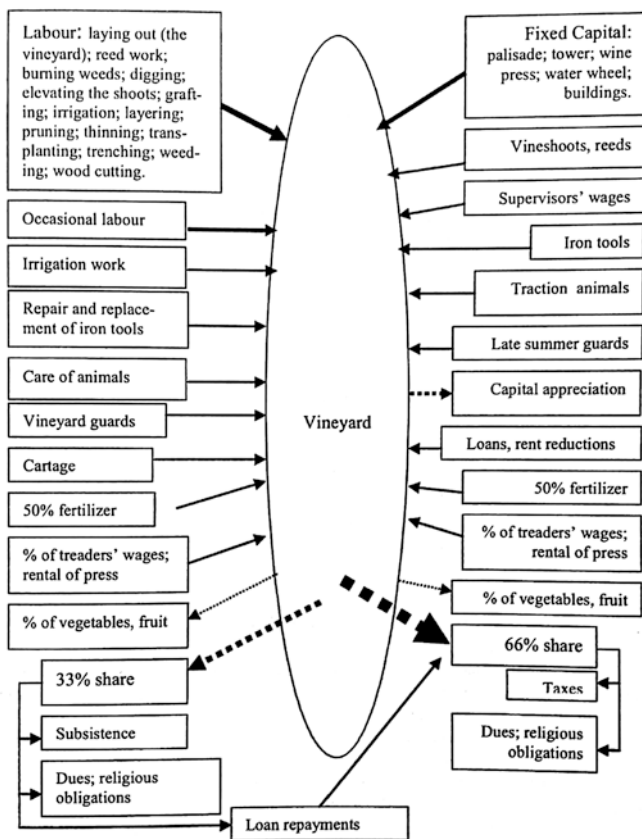 Labour: laying out (the
vineyard); reed work;
burning weeds; digging;
elevating the shoots; graft-
ing; irrigation; layering;
pruning; thinning; trans-
planting; trenching; weed-
ing; wood cutting.
Occasional labour
Irrigation work
Repair and replace-
ment of iron tools
Care of animals
Vineyard guards
Cartage
50% fertilizer
% of treaders' wages;
rental of press
% of vegetables, fruit
33% share
Subsistence
Dues; religious
obligations
Loan repayments
Vineyard
Fixed Capital:
palisade; tower; wine
press; water wheel;
buildings.
Vineshoots, reeds
Supervisors' wages
Iron tools
Traction animals
Late summer guards
Capital appreciation
Loans, rent reductions
50% fertilizer
% of treaders' wages;
rental of press
% of vegetables, fruit
66% share
Taxes
Dues; religious
obligations